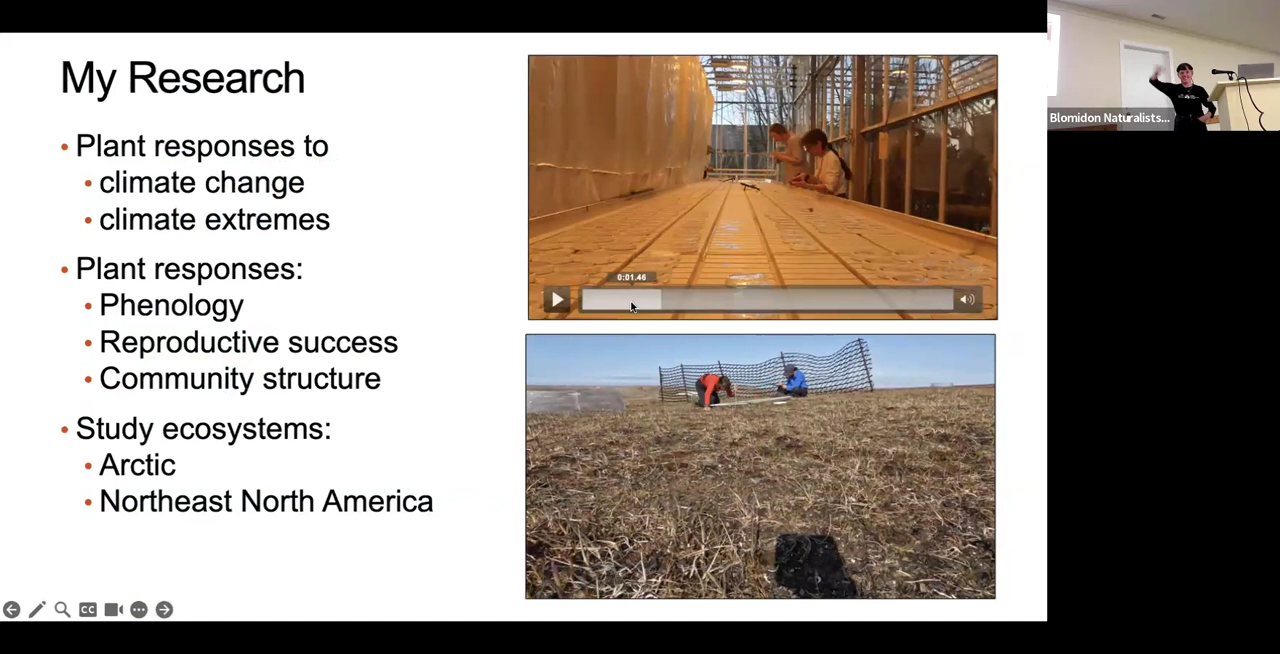 My Research
• Plant responses to
• climate change
• climate extremes
• Plant responses:
• Phenology
• Reproductive success
• Community structure
• Study ecosystems:
• Arctic
• Northeast North America
0:01.46
Blomidon Naturalists...
CC